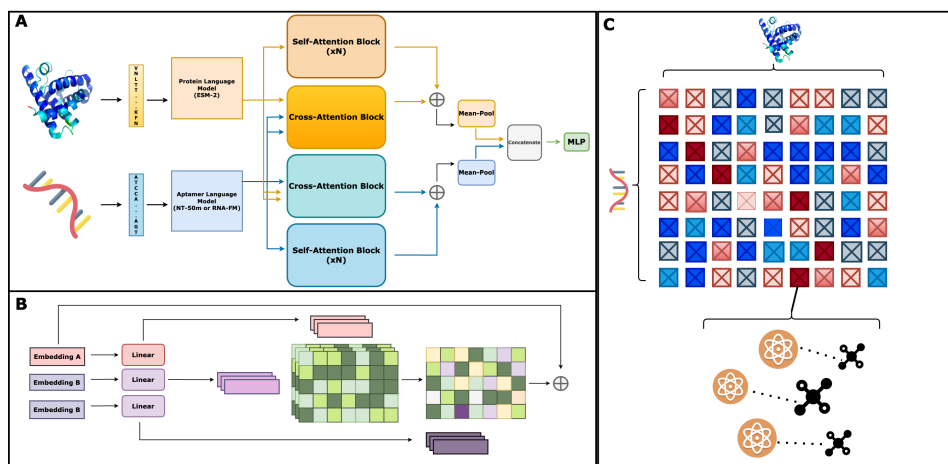 A
V N L T T . . . K F N
Protein Language
Model
(ESM-2)
Self-Attention Block
(xN)
Cross-Attention Block
Mean-Pool
Concatenate
MLP
A T C C A . . . A G T
Aptamer Language
Model
(NT-50m or RNA-FM)
Cross-Attention Block
Mean-Pool
Self-Attention Block
(xN)
B
Embedding A
Linear
Embedding B
Linear
Embedding B
Linear
C